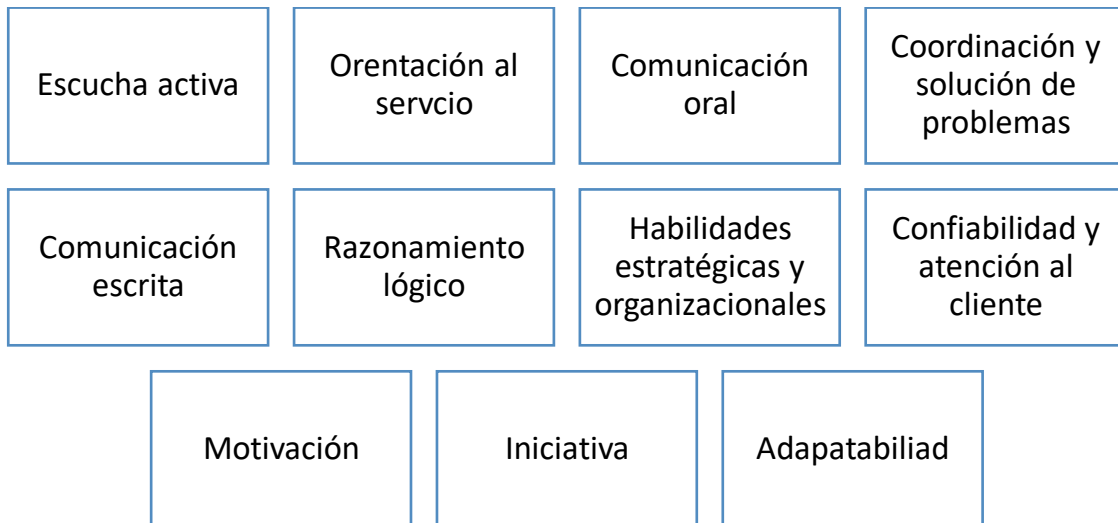 Escucha activa
Orentación al
servcio
Comunicación
oral
Coordinación y
solución de
problemas
Comunicación
escrita
Razonamiento
lógico
Habilidades
estratégicas y
organizacionales
Confiabilidad y
atención al
cliente
Motivación
Iniciativa
Adapatabiliad